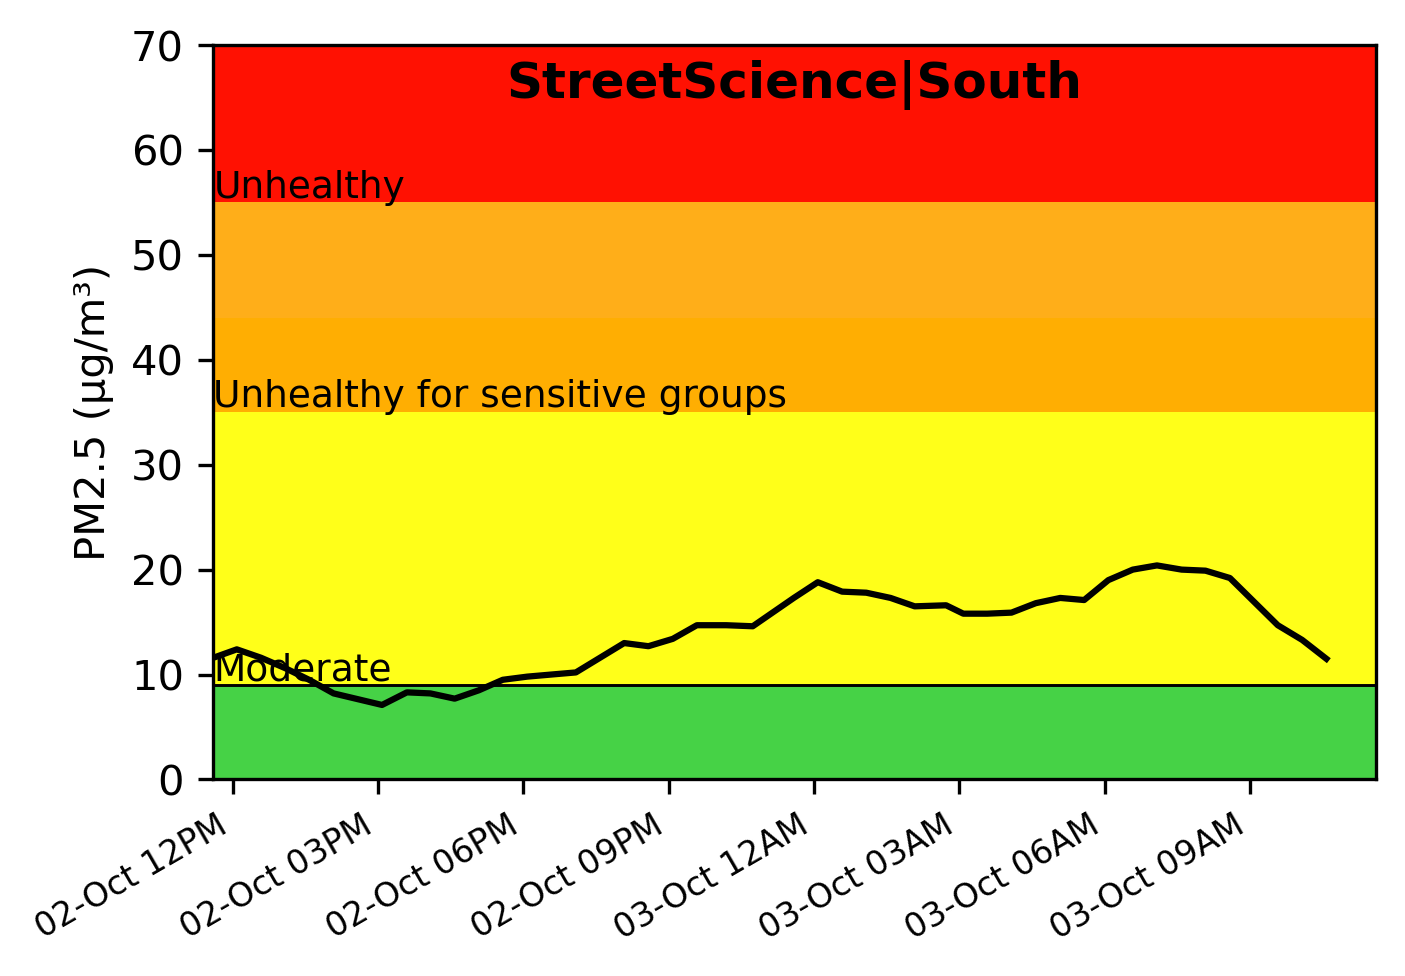 StreetScience|South
70
60
50
40
30
20
10
0
PM2.5 (µg/m³)
Unhealthy
Unhealthy for sensitive groups
Moderate
02-Oct 12PM
02-Oct 03PM
02-Oct 06PM
02-Oct 09PM
03-Oct 12AM
03-Oct 03AM
03-Oct 06AM
03-Oct 09AM